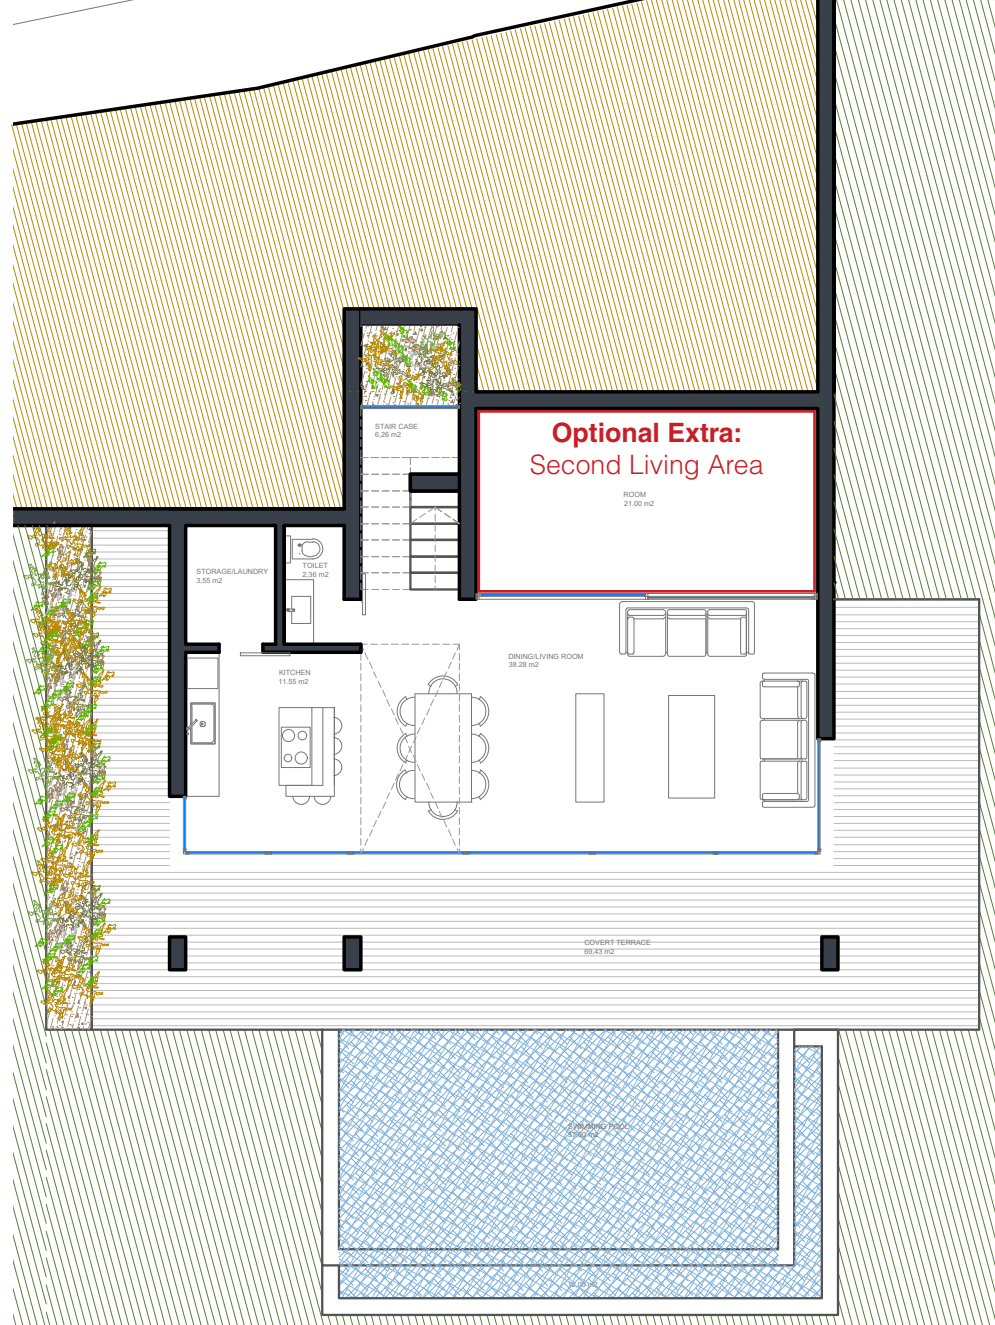 STAIR CASE
6,26 m2
Optional Extra:
Second Living Area
ROOM
21.00 m2
STORAGE/LAUNDRY
3,55 m2
TOILET
2,36 m2
DINING/LIVING ROOM
38.28 m2
KITCHEN
11.55 m2
COVERT TERRACE
69,43 m2
SWIMMING POOL